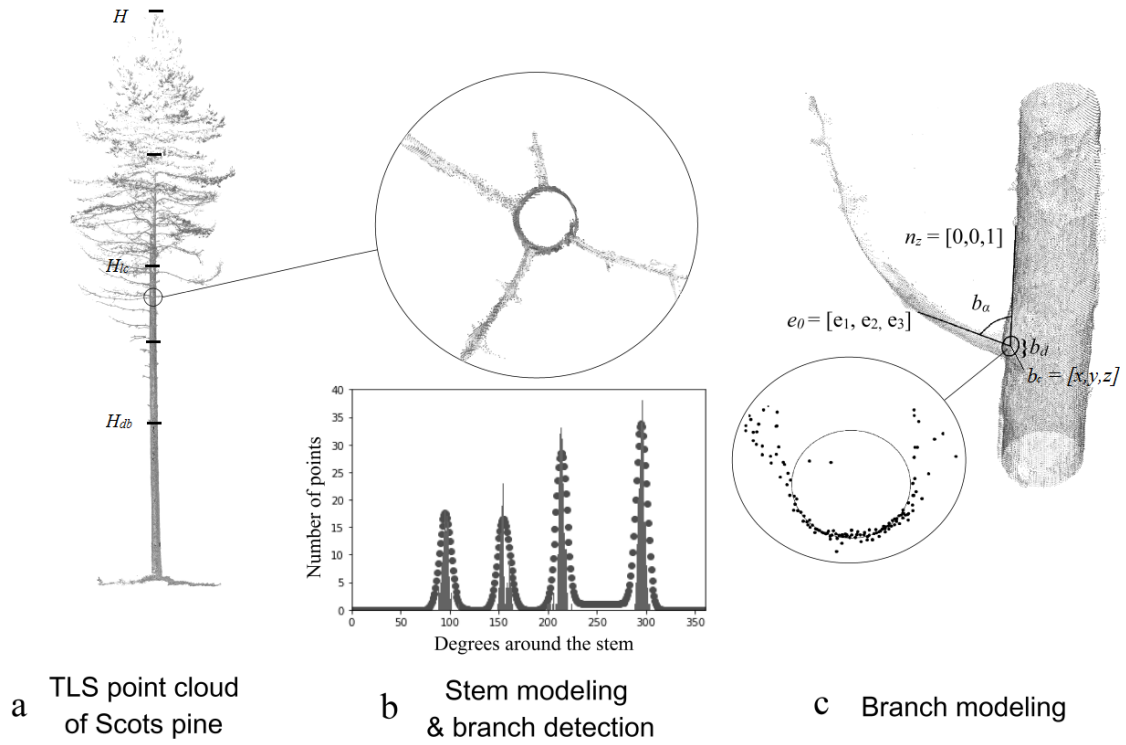 H
H_lc
H_db
n_z = [0,0,1]
b_α
e_0 = [e_1, e_2, e_3]
b_d
b_c = [x,y,z]
40
35
30
25
20
15
10
5
0
Number of points
0 50 100 150 200 250 300 350
Degrees around the stem
a TLS point cloud
of Scots pine
b Stem modeling
& branch detection
c Branch modeling